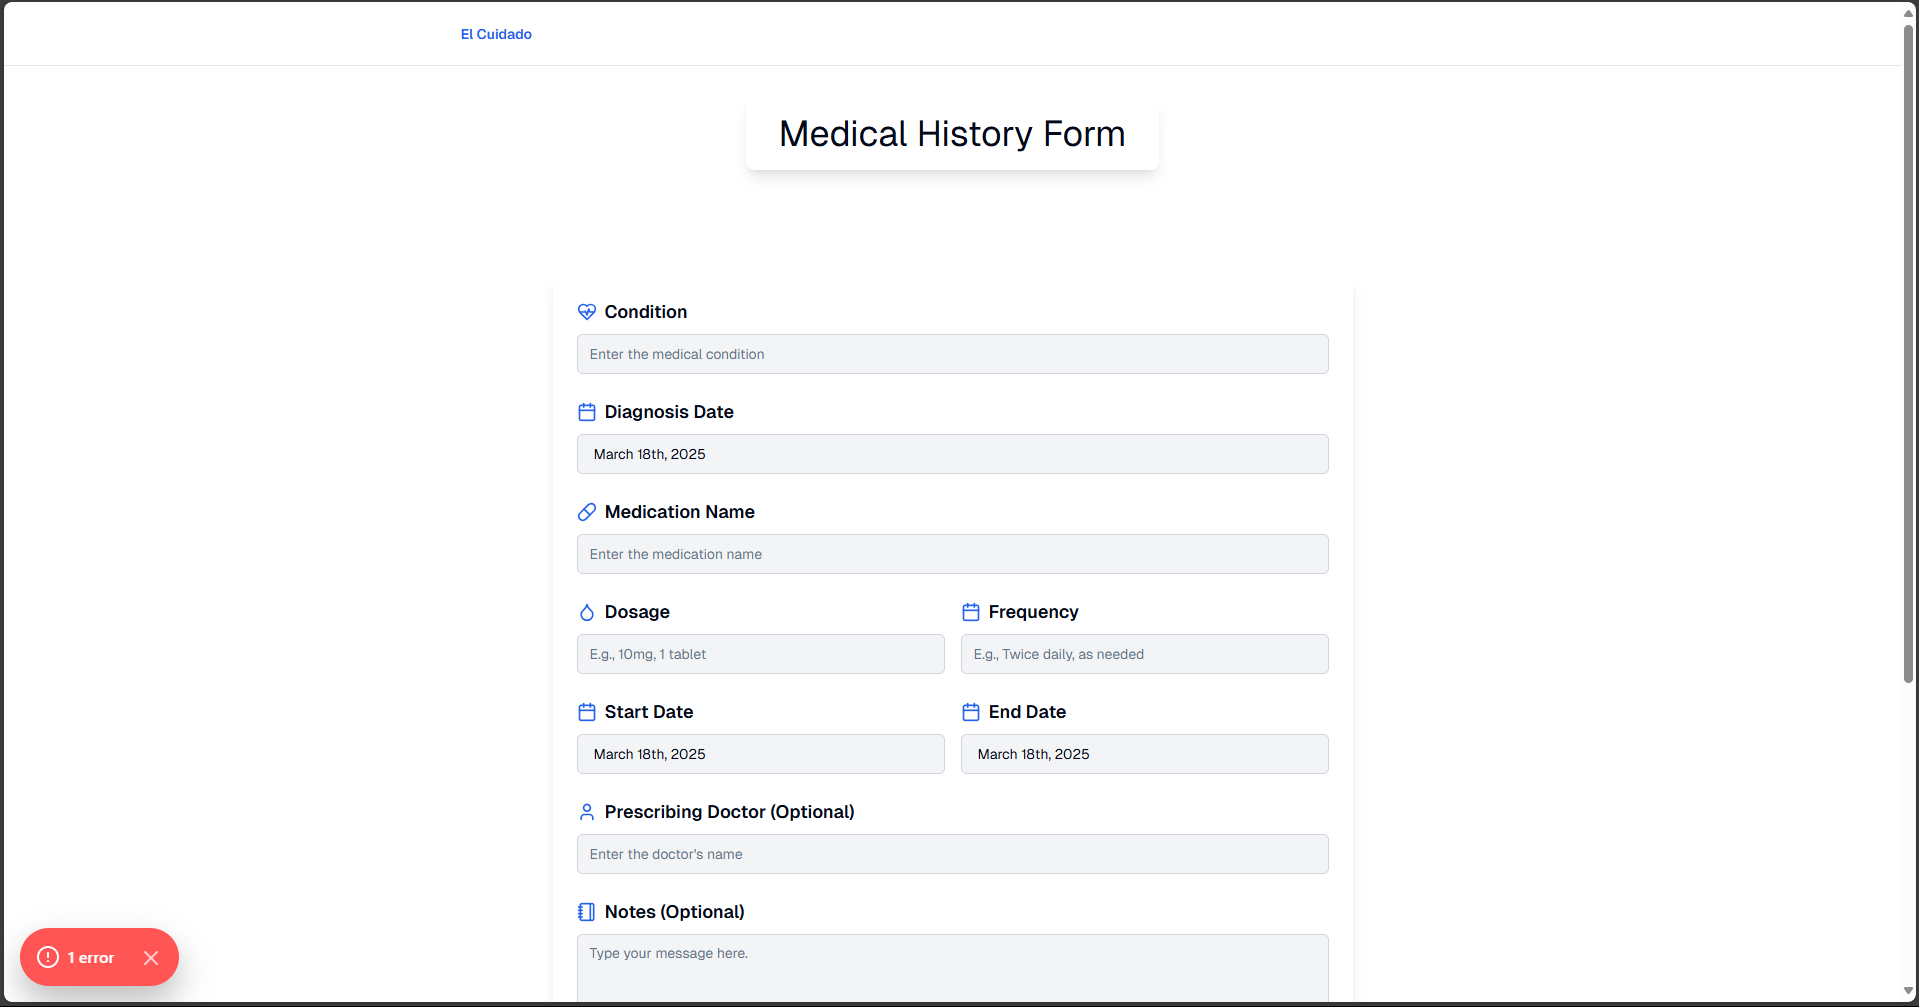 El Cuidado
Medical History Form
Condition
Enter the medical condition
Diagnosis Date
March 18th, 2025
Medication Name
Enter the medication name
Dosage
Frequency
E.g., 10mg, 1 tablet
E.g., Twice daily, as needed
Start Date
End Date
March 18th, 2025
March 18th, 2025
Prescribing Doctor (Optional)
Enter the doctor's name
Notes (Optional)
Type your message here.
1 error